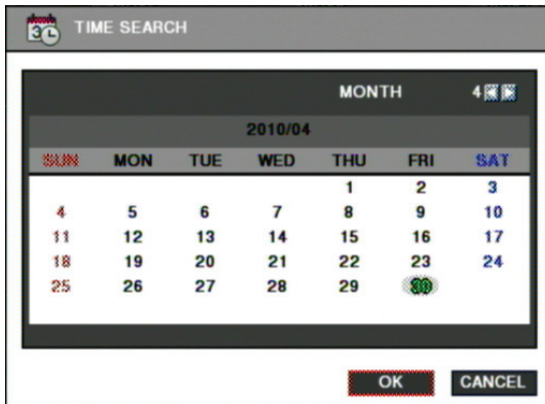 TIME SEARCH
MONTH 4
2010/04
SUN MON TUE WED THU FRI SAT
1 2 3
4 5 6 7 8 9 10
11 12 13 14 15 16 17
18 19 20 21 22 23 24
25 26 27 28 29 30
OK CANCEL